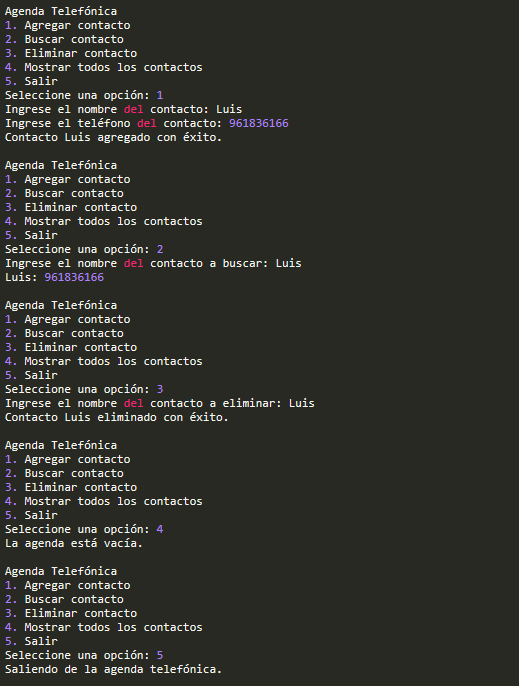 Agenda Telefónica
1. Agregar contacto
2. Buscar contacto
3. Eliminar contacto
4. Mostrar todos los contactos
5. Salir
Seleccione una opción: 1
Ingrese el nombre del contacto: Luis
Ingrese el teléfono del contacto: 961836166
Contacto Luis agregado con éxito.

Agenda Telefónica
1. Agregar contacto
2. Buscar contacto
3. Eliminar contacto
4. Mostrar todos los contactos
5. Salir
Seleccione una opción: 2
Ingrese el nombre del contacto a buscar: Luis
Luis: 961836166

Agenda Telefónica
1. Agregar contacto
2. Buscar contacto
3. Eliminar contacto
4. Mostrar todos los contactos
5. Salir
Seleccione una opción: 3
Ingrese el nombre del contacto a eliminar: Luis
Contacto Luis eliminado con éxito.

Agenda Telefónica
1. Agregar contacto
2. Buscar contacto
3. Eliminar contacto
4. Mostrar todos los contactos
5. Salir
Seleccione una opción: 4
La agenda está vacía.

Agenda Telefónica
1. Agregar contacto
2. Buscar contacto
3. Eliminar contacto
4. Mostrar todos los contactos
5. Salir
Seleccione una opción: 5
Saliendo de la agenda telefónica.